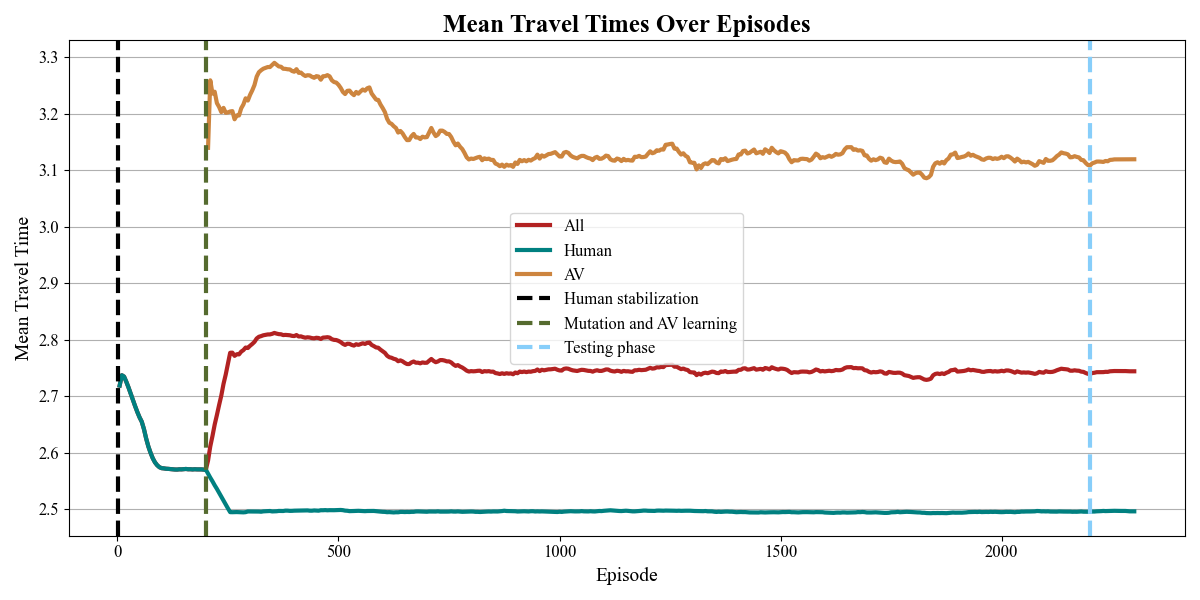 Mean Travel Times Over Episodes
Mean Travel Time
3.3
3.2
3.1
3.0
2.9
2.8
2.7
2.6
2.5
All
Human
AV
Human stabilization
Mutation and AV learning
Testing phase
0 500 1000 1500 2000
Episode